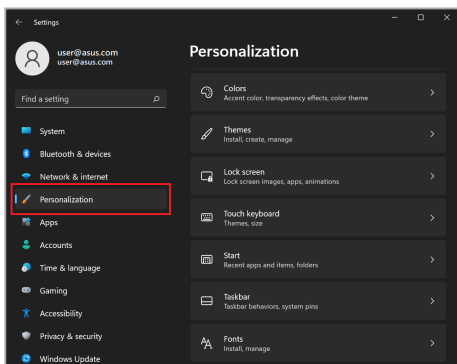 Settings
user@asus.com
user@asus.com
Find a setting
System
Bluetooth & devices
Network & internet
Personalization
Apps
Accounts
Time & language
Gaming
Accessibility
Privacy & security
Windows Update
Personalization
Colors
Accent color, transparency effects, color theme
Themes
Install, create, manage
Lock screen
Lock screen images, apps, animations
Touch keyboard
Themes, size
Start
Recent apps and items, folders
Taskbar
Taskbar behaviors, system pins
Fonts
Install, manage